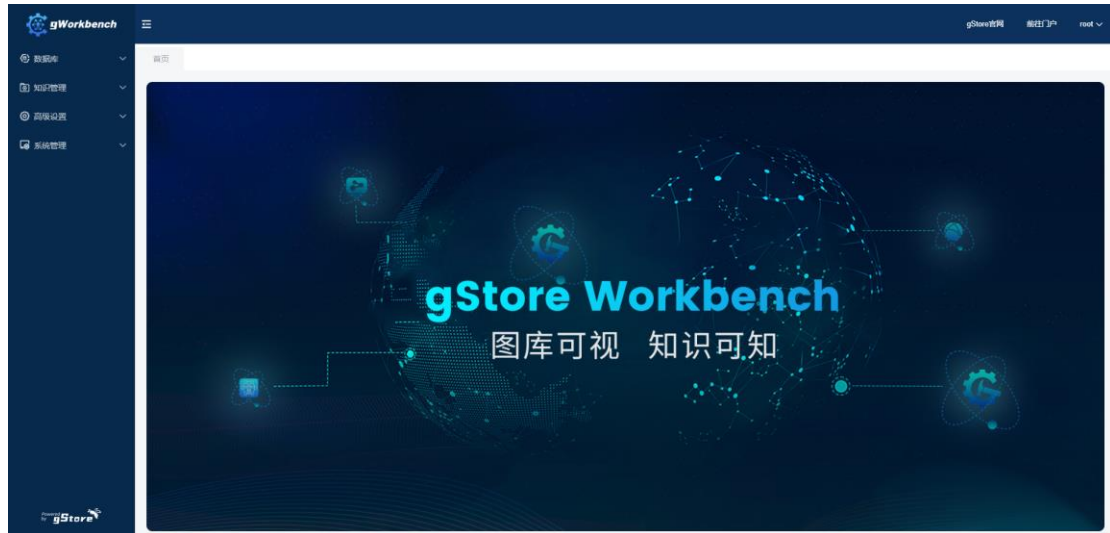 gWorkbench
gStore官网 前往门户 root
数据库
首页
知识管理
高级设置
系统管理
gStore Workbench
图库可视 知识可知
Powered by gStore